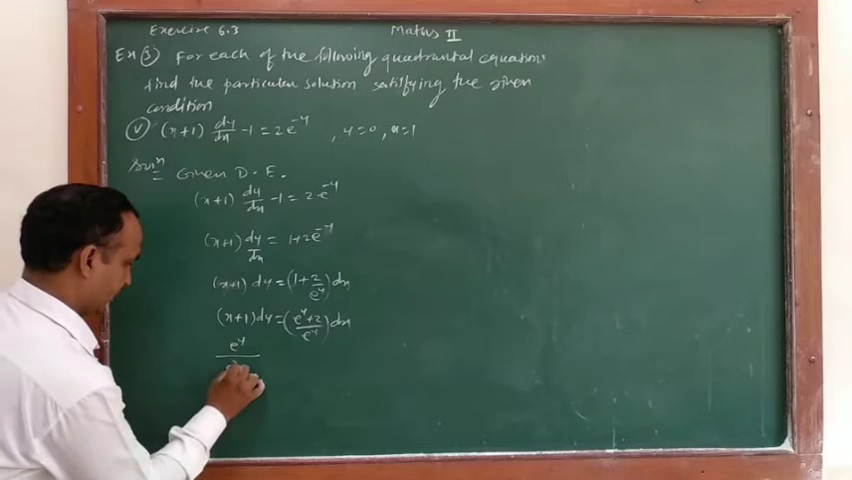 Exercise 6.3 Maths II
Ex (3) For each of the following quadrantal equations
find the particular solution satisfying the given
condition
(v) (x+1) dy/dx -1 = 2e^-y , y=0, x=1
Solⁿ = Given D. E.
(x+1) dy/dx -1 = 2e^-y
(x+1) dy/dx = 1+2e^-y
(x+1) dy = (1+2/e^y) dx
(x+1) dy = (e^y+2/e^y) dx
e^y